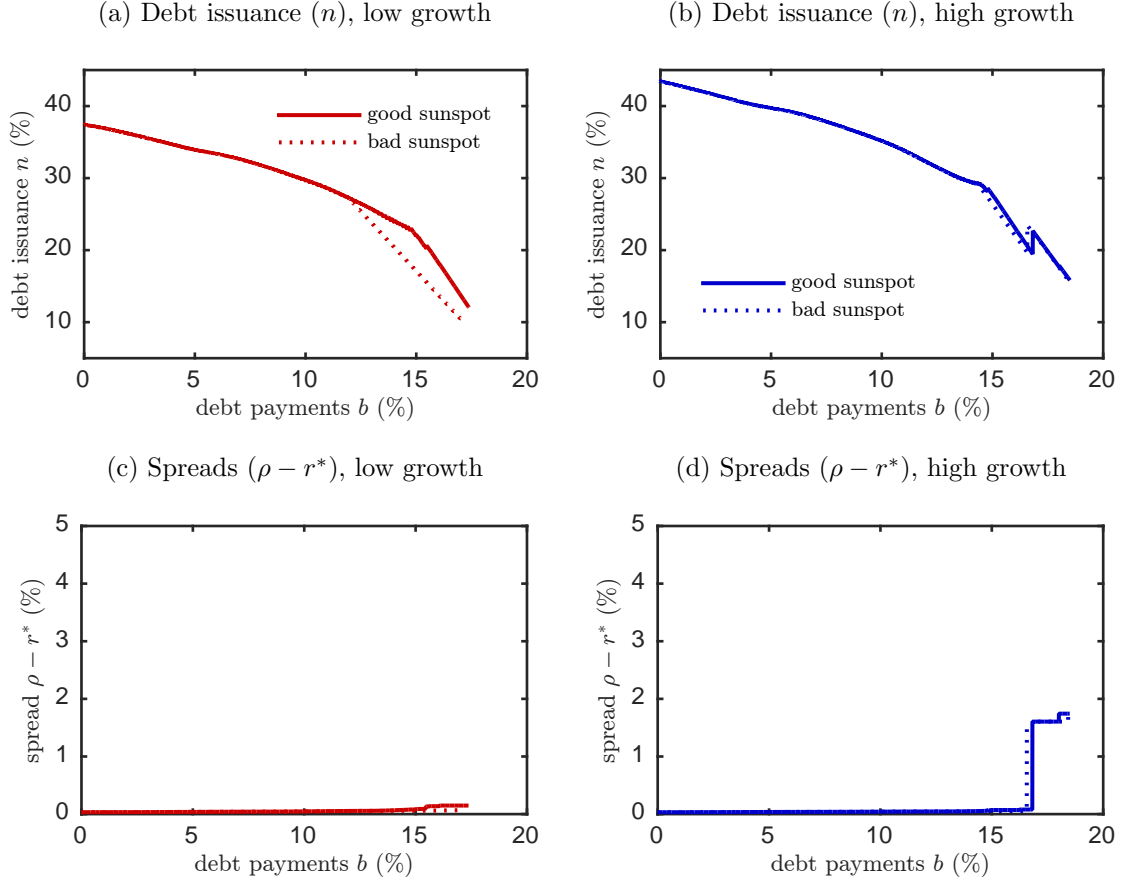 (a) Debt issuance (n), low growth
debt issuance n (%)
40
30
20
10
0
5
10
15
20
debt payments b (%)
good sunspot
bad sunspot
(b) Debt issuance (n), high growth
debt issuance n (%)
40
30
20
10
0
5
10
15
20
debt payments b (%)
good sunspot
bad sunspot
(c) Spreads (ρ − r*), low growth
spread ρ − r* (%)
5
4
3
2
1
0
0
5
10
15
20
debt payments b (%)
(d) Spreads (ρ − r*), high growth
spread ρ − r* (%)
5
4
3
2
1
0
0
5
10
15
20
debt payments b (%)